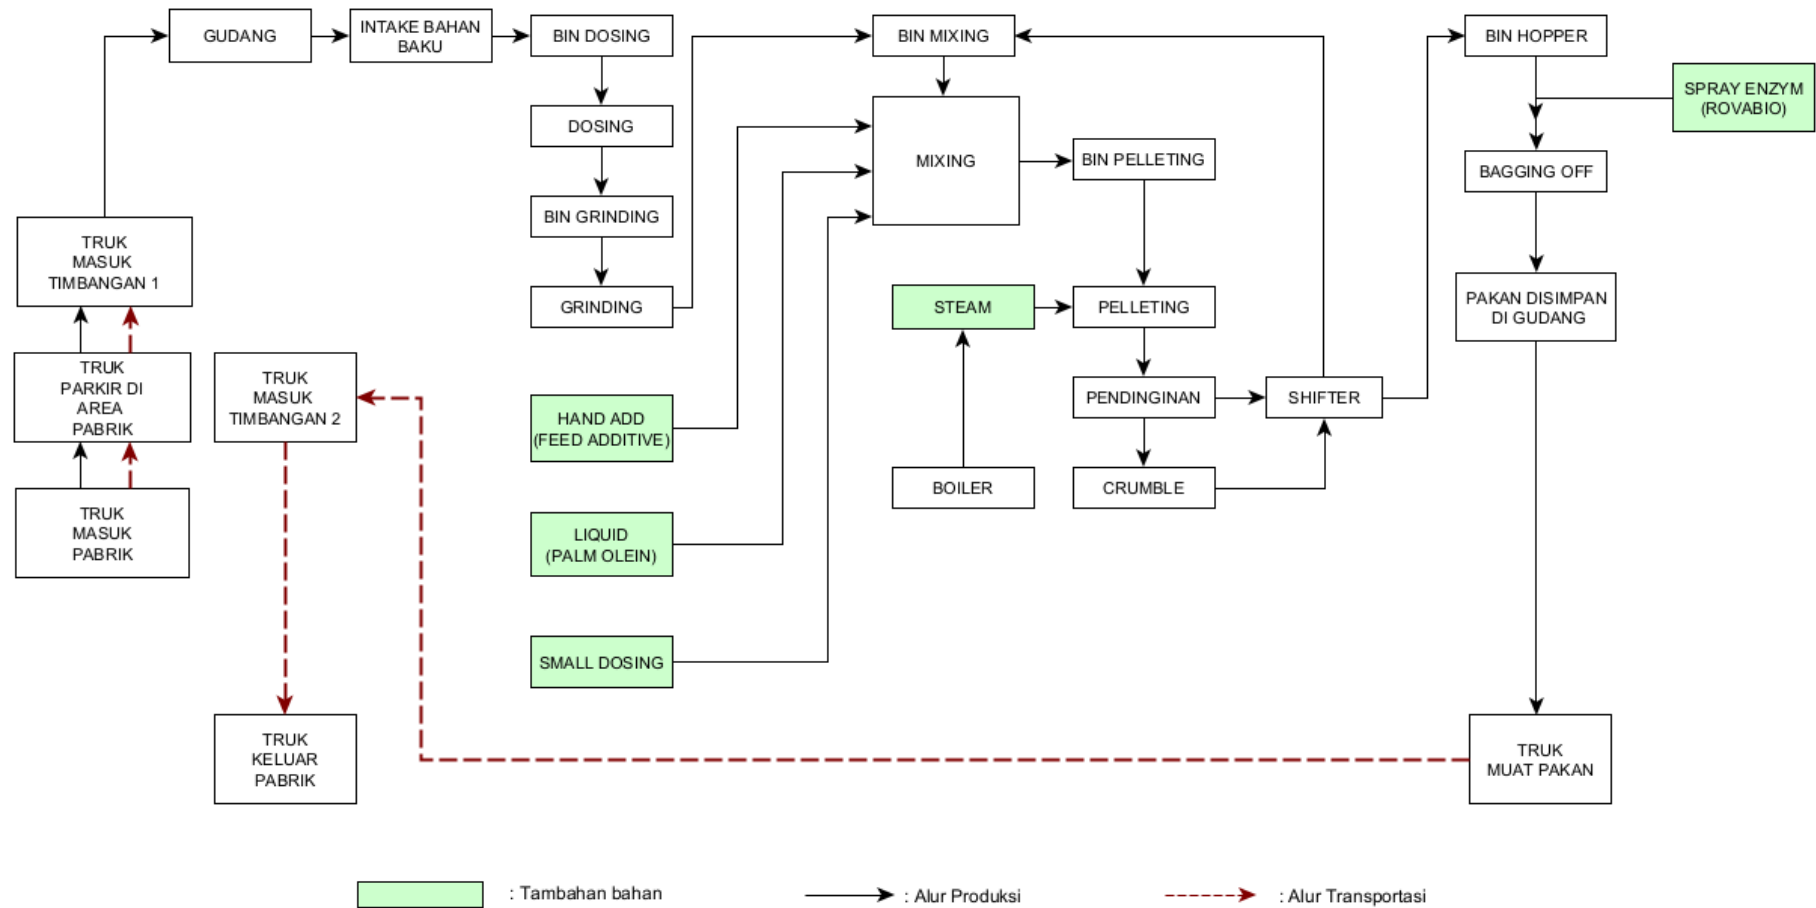 GUDANG
INTAKE BAHAN
BAKU
BIN DOSING
BIN MIXING
BIN HOPPER
SPRAY ENZYM
(ROVABIO)
DOSING
MIXING
BIN PELLETING
BAGGING OFF
BIN GRINDING
TRUK
MASUK
TIMBANGAN 1
GRINDING
STEAM
PELLETING
PAKAN DISIMPAN
DI GUDANG
TRUK
PARKIR DI
AREA
PABRIK
TRUK
MASUK
TIMBANGAN 2
HAND ADD
(FEED ADDITIVE)
PENDINGINAN
SHIFTER
BOILER
CRUMBLE
TRUK
MASUK
PABRIK
LIQUID
(PALM OLEIN)
SMALL DOSING
TRUK
KELUAR
PABRIK
TRUK
MUAT PAKAN
: Tambahan bahan
: Alur Produksi
: Alur Transportasi